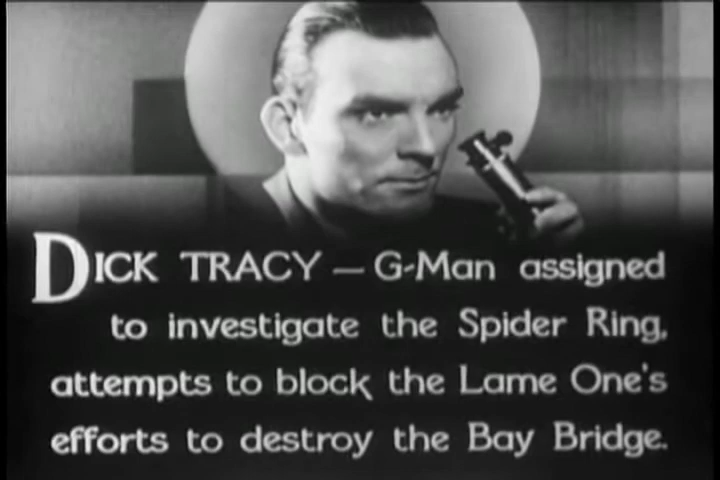 DICK TRACY — G-Man assigned
to investigate the Spider Ring,
attempts to block the Lame One's
efforts to destroy the Bay Bridge.